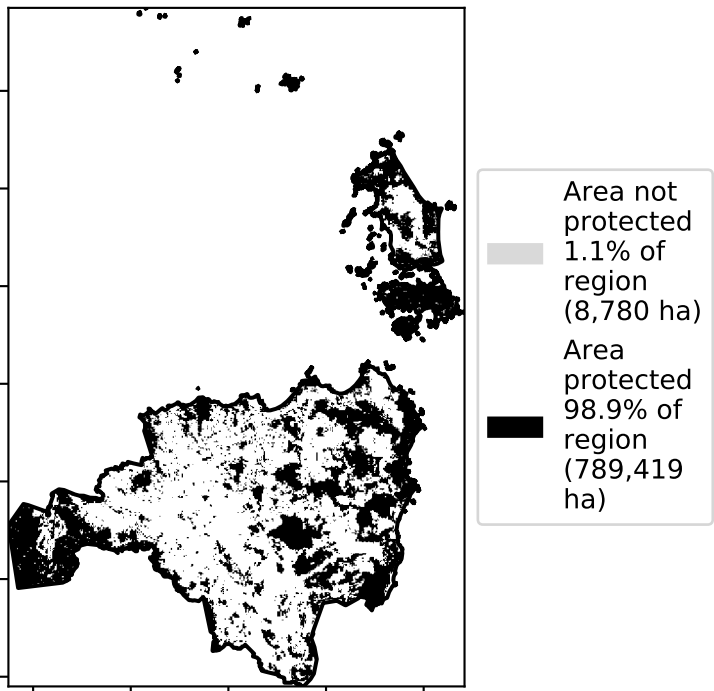 Area not
protected
1.1% of
region
(8,780 ha)
Area
protected
98.9% of
region
(789,419
ha)